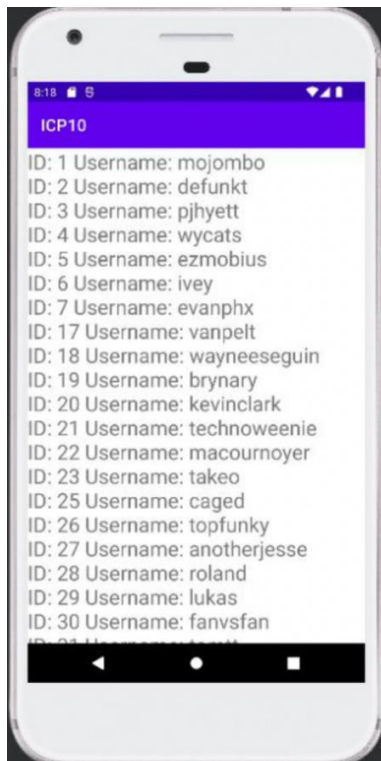 8:18
ICP10
ID: 1 Username: mojombo
ID: 2 Username: defunkt
ID: 3 Username: pjhyett
ID: 4 Username: wycats
ID: 5 Username: ezmobius
ID: 6 Username: ivey
ID: 7 Username: evanphx
ID: 17 Username: vanpelt
ID: 18 Username: wayneeseguin
ID: 19 Username: brynary
ID: 20 Username: kevinclark
ID: 21 Username: technoweenie
ID: 22 Username: macournoyer
ID: 23 Username: takeo
ID: 25 Username: caged
ID: 26 Username: topfunky
ID: 27 Username: anotherjesse
ID: 28 Username: roland
ID: 29 Username: lukas
ID: 30 Username: fanvsfan